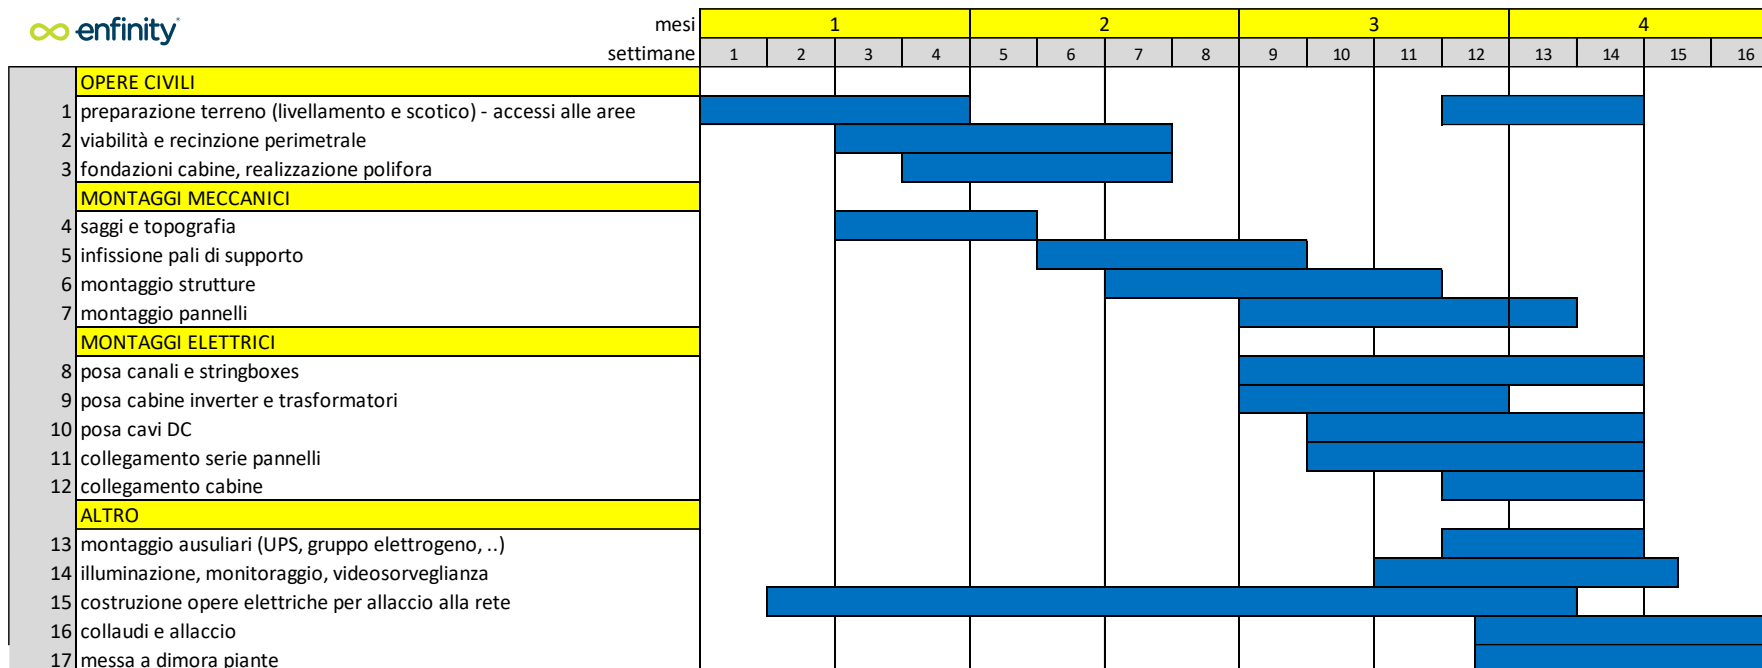 enfinity
mesi 1 2 3 4
settimane 1 2 3 4 5 6 7 8 9 10 11 12 13 14 15 16
OPERE CIVILI
1 preparazione terreno (livellamento e scotico) - accessi alle aree
2 viabilità e recinzione perimetrale
3 fondazioni cabine, realizzazione polifora
MONTAGGI MECCANICI
4 saggi e topografia
5 infissione pali di supporto
6 montaggio strutture
7 montaggio pannelli
MONTAGGI ELETTRICI
8 posa canali e stringboxes
9 posa cabine inverter e trasformatori
10 posa cavi DC
11 collegamento serie pannelli
12 collegamento cabine
ALTRO
13 montaggio ausuliari (UPS, gruppo elettrogeno, ..)
14 illuminazione, monitoraggio, videosorveglianza
15 costruzione opere elettriche per allaccio alla rete
16 collaudi e allaccio
17 messa a dimora piante